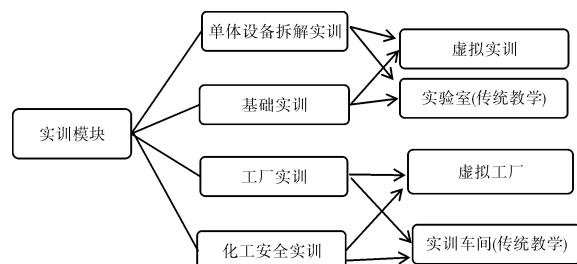 单体设备拆解实训
虚拟实训
基础实训
实验室(传统教学)
实训模块
工厂实训
虚拟工厂
化工安全实训
实训车间(传统教学)